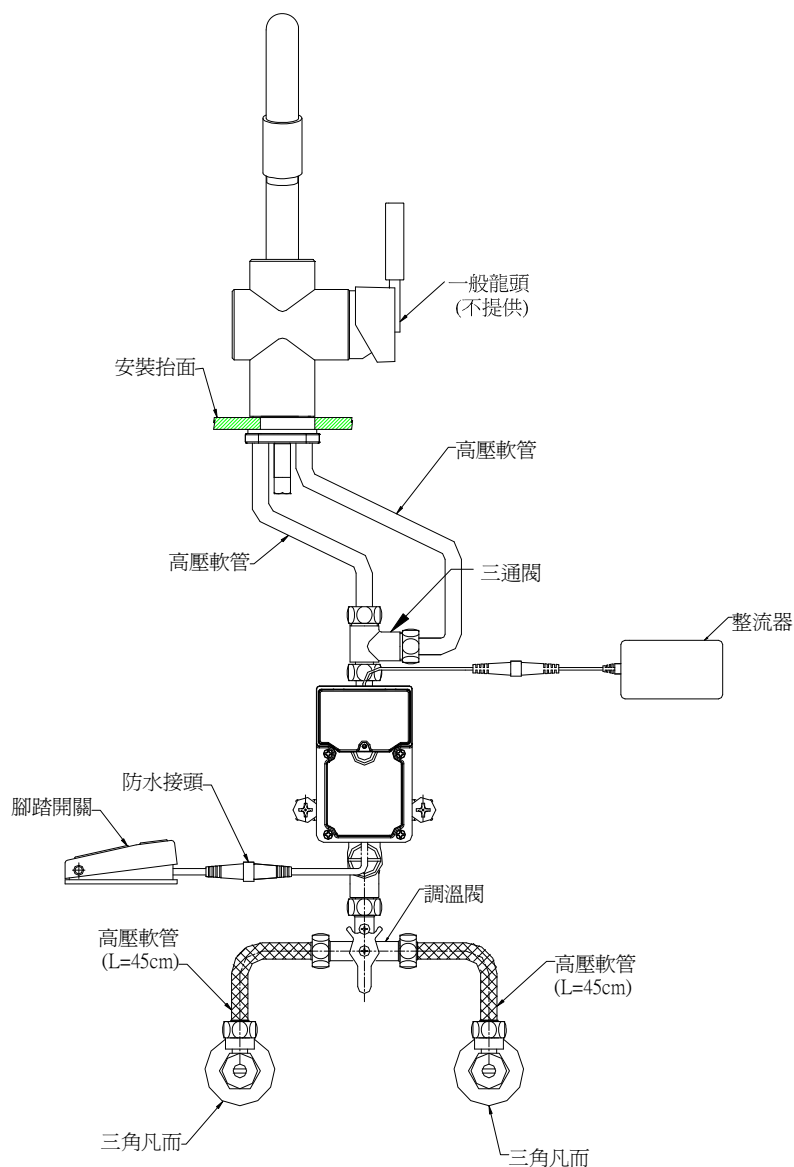 一般龍頭
(不提供)
安裝抬面
高壓軟管
高壓軟管
三通閥
整流器
防水接頭
腳踏開關
調溫閥
高壓軟管
(L=45cm)
高壓軟管
(L=45cm)
三角凡而
三角凡而